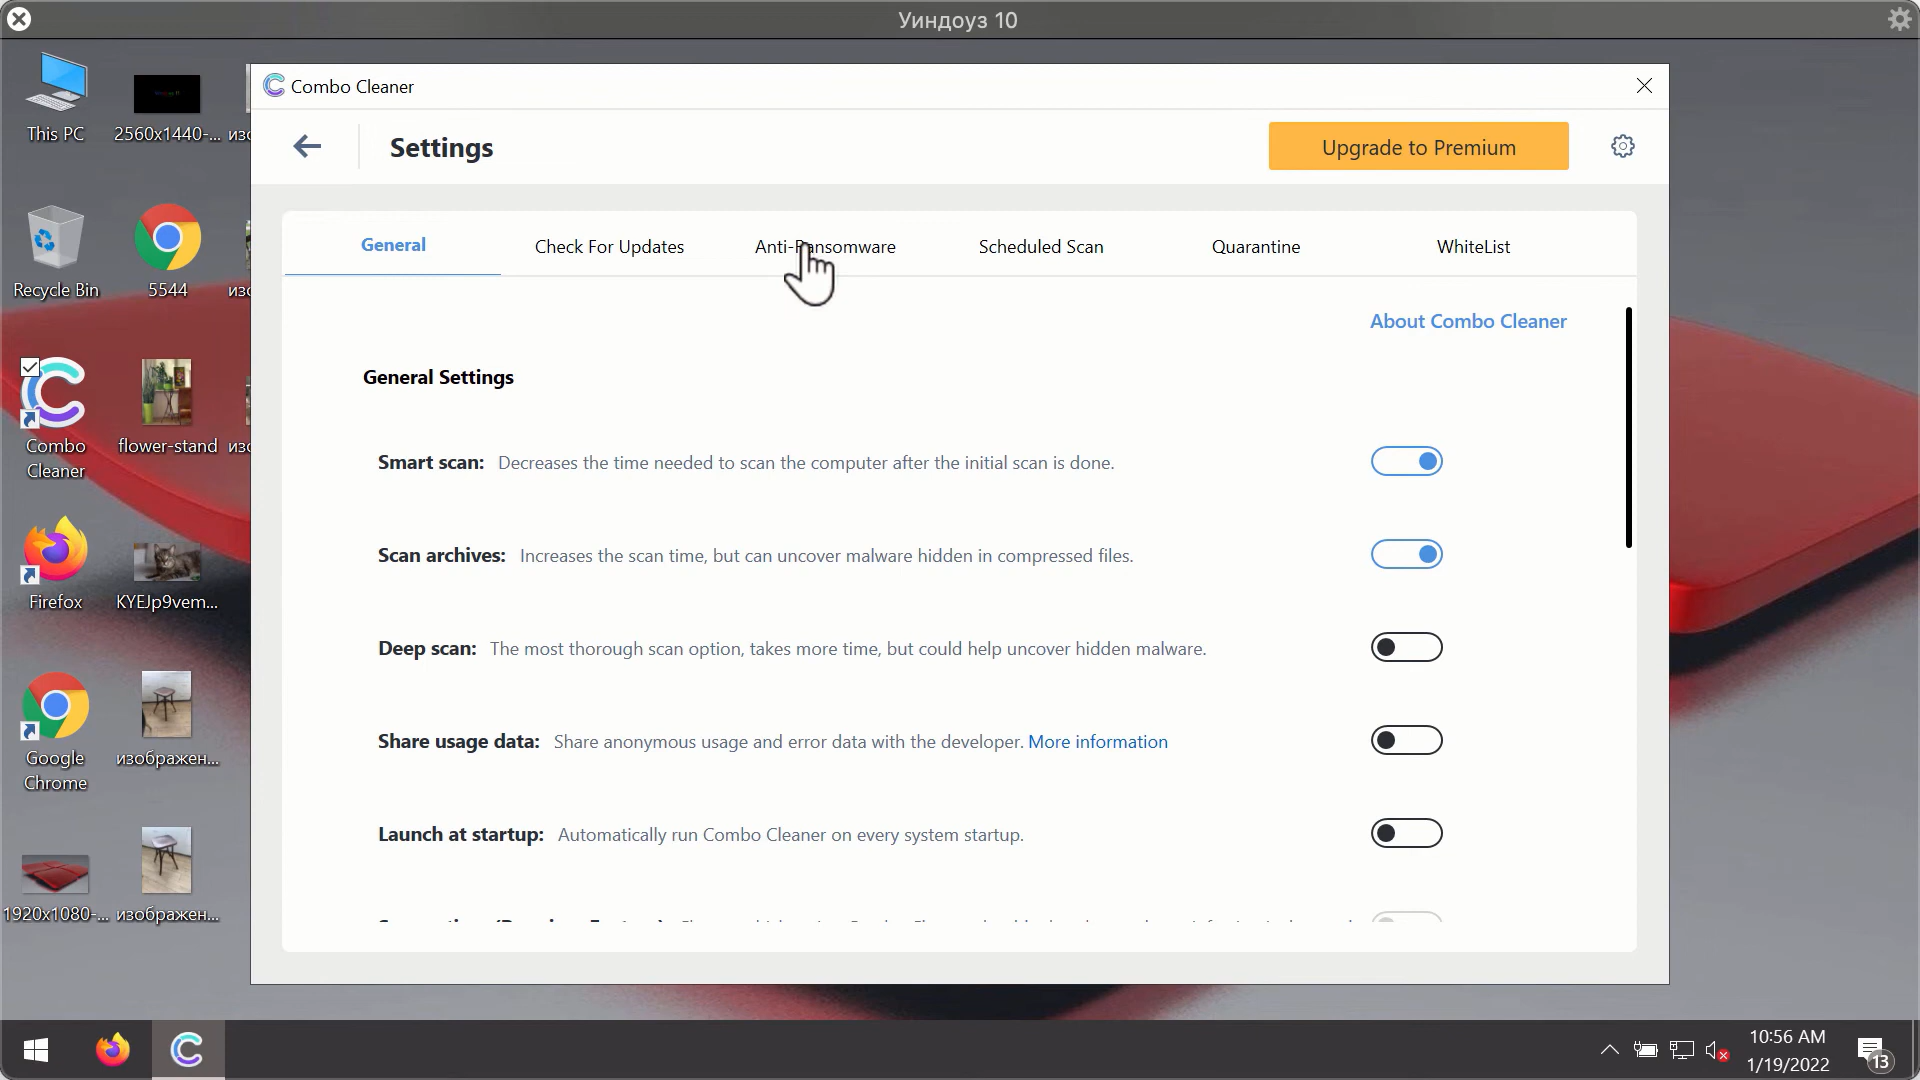 Уиндоуз 10
This PC
2560x1440-...
изо
Combo Cleaner
Settings
Upgrade to Premium
General
Check For Updates
Anti-Ransomware
Scheduled Scan
Quarantine
WhiteList
Recycle Bin
5544
изо
About Combo Cleaner
General Settings
Combo
Cleaner
flower-stand
изо
Smart scan: Decreases the time needed to scan the computer after the initial scan is done.
Scan archives: Increases the scan time, but can uncover malware hidden in compressed files.
Firefox
KYEJp9vem...
Deep scan: The most thorough scan option, takes more time, but could help uncover hidden malware.
Share usage data: Share anonymous usage and error data with the developer. More information
Google
Chrome
изображен...
Launch at startup: Automatically run Combo Cleaner on every system startup.
1920x1080-...
изображен...
10:56 AM
1/19/2022
13